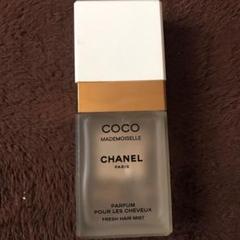 COCO
MADEMOISELLE
CHANEL
PARIS
PARFUM
POUR LES CHEVEUX
FRESH HAIR MIST